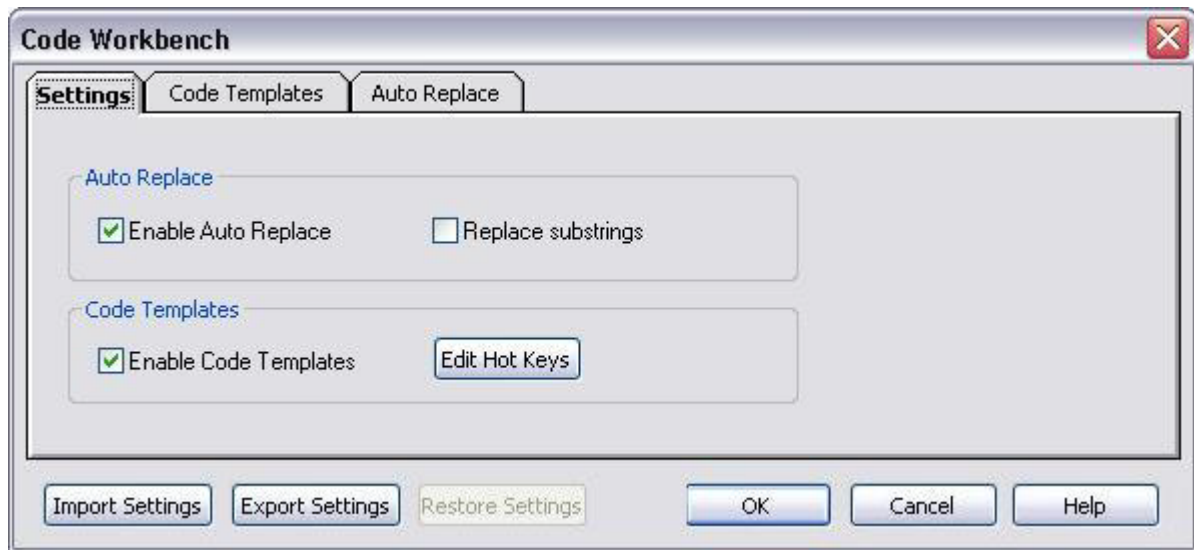 Code Workbench
Settings Code Templates Auto Replace
Auto Replace
Enable Auto Replace Replace substrings
Code Templates
Enable Code Templates Edit Hot Keys
Import Settings Export Settings Restore Settings OK Cancel Help